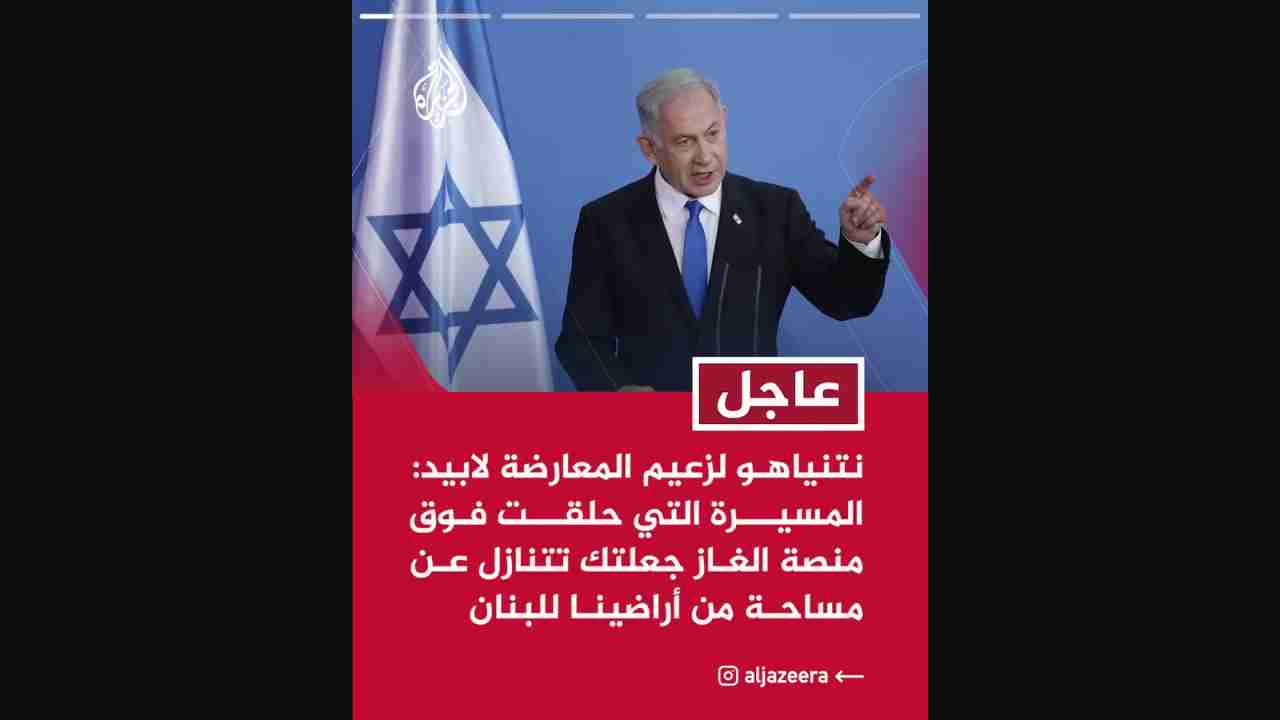 الجزيرة
عاجل
نتنياهو لزعيم المعارضة لابيد:
المسيرة التي حلقت فوق
منصة الغاز جعلتك تتنازل عن
مساحة من أراضينا للبنان
aljazeera